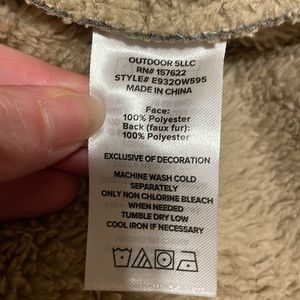 OUTDOOR 5LLC
RN# 157622
STYLE# E932OW595
MADE IN CHINA
Face:
100% Polyester
Back (faux fur):
100% Polyester
EXCLUSIVE OF DECORATION
MACHINE WASH COLD
SEPARATELY
ONLY NON CHLORINE BLEACH
WHEN NEEDED
TUMBLE DRY LOW
COOL IRON IF NECESSARY